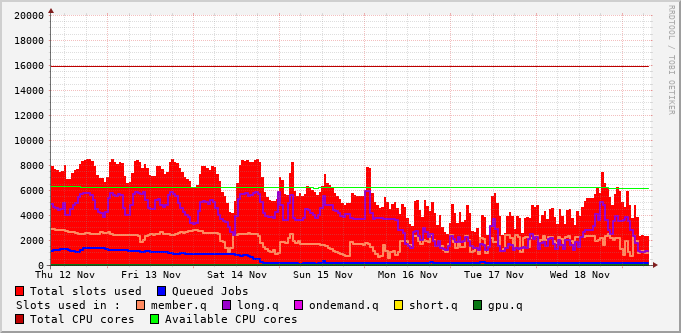 20000
18000
16000
14000
12000
10000
8000
6000
4000
2000
0
Thu 12 Nov Fri 13 Nov Sat 14 Nov Sun 15 Nov Mon 16 Nov Tue 17 Nov Wed 18 Nov
Total slots used Queued Jobs
Slots used in : member.q long.q ondemand.q short.q gpu.q
Total CPU cores Available CPU cores
RRDTOOL / TOBI OETIKER